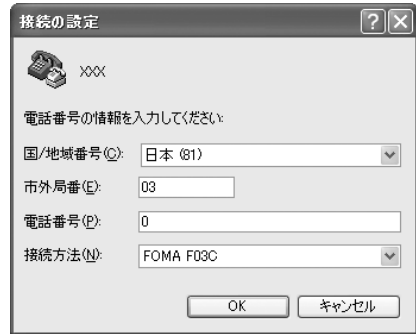 接続の設定
XXX
電話番号の情報を入力してください:
国/地域番号(C): 日本 (81)
市外局番(E): 03
電話番号(P): 0
接続方法(N): FOMA F03C
OK キャンセル